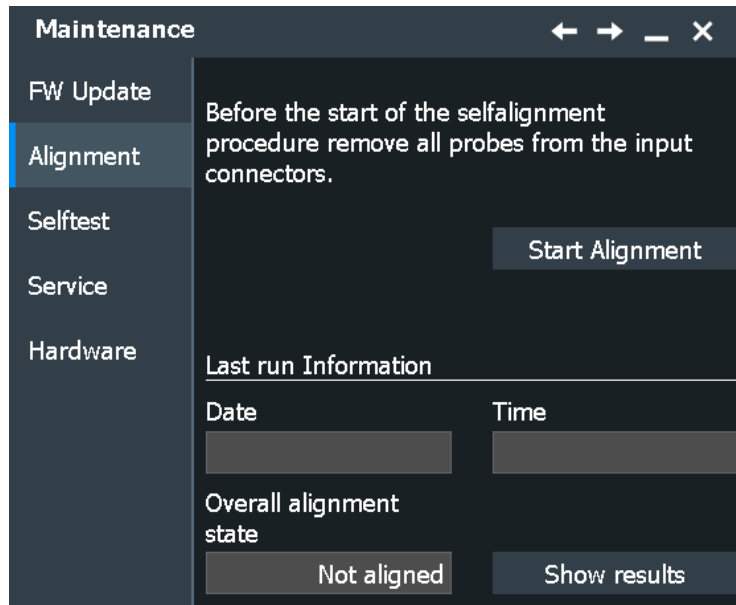 Maintenance
FW Update
Alignment
Selftest
Service
Hardware
Before the start of the selfalignment
procedure remove all probes from the input
connectors.
Start Alignment
Last run Information
Date
Time
Overall alignment
state
Not aligned
Show results